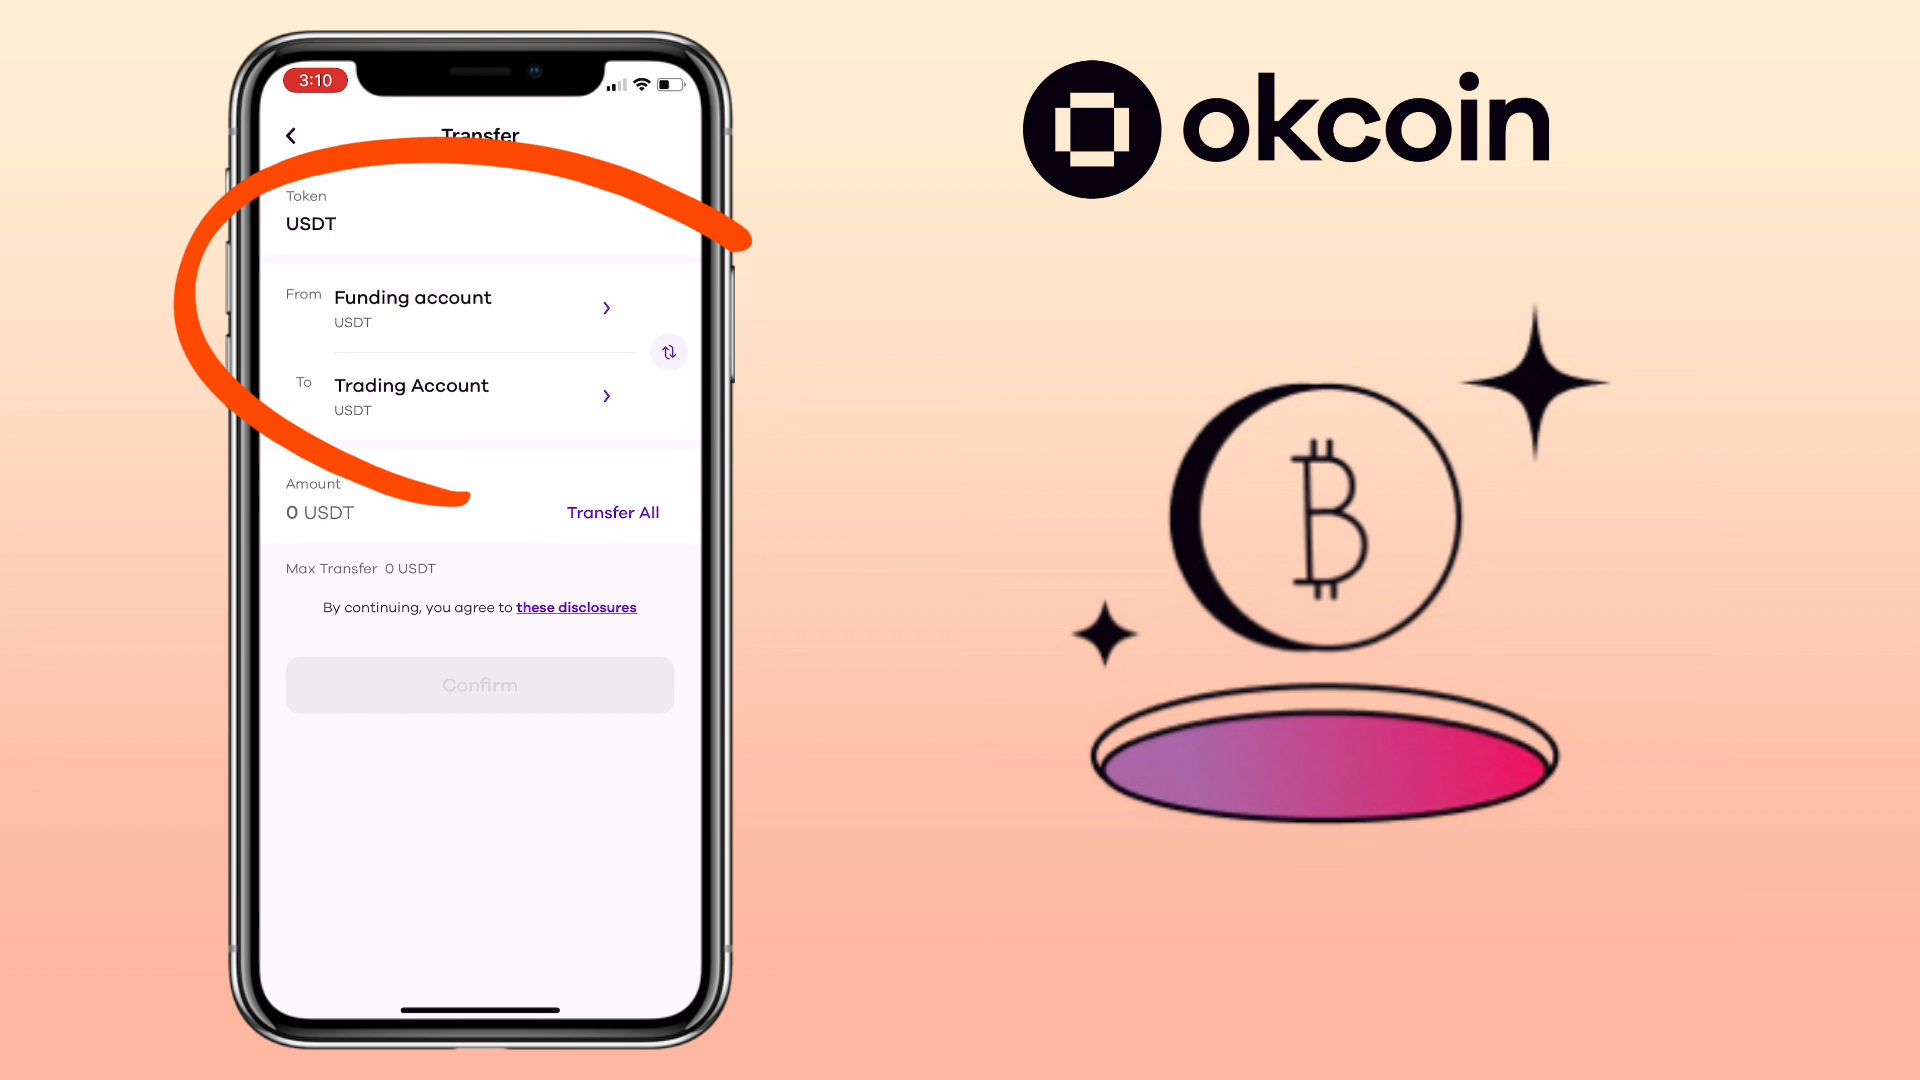 3:10
Transfer
Token
USDT
From Funding account
USDT
To Trading Account
USDT
Amount
0 USDT Transfer All
Max Transfer 0 USDT
By continuing, you agree to these disclosures
Confirm
okcoin